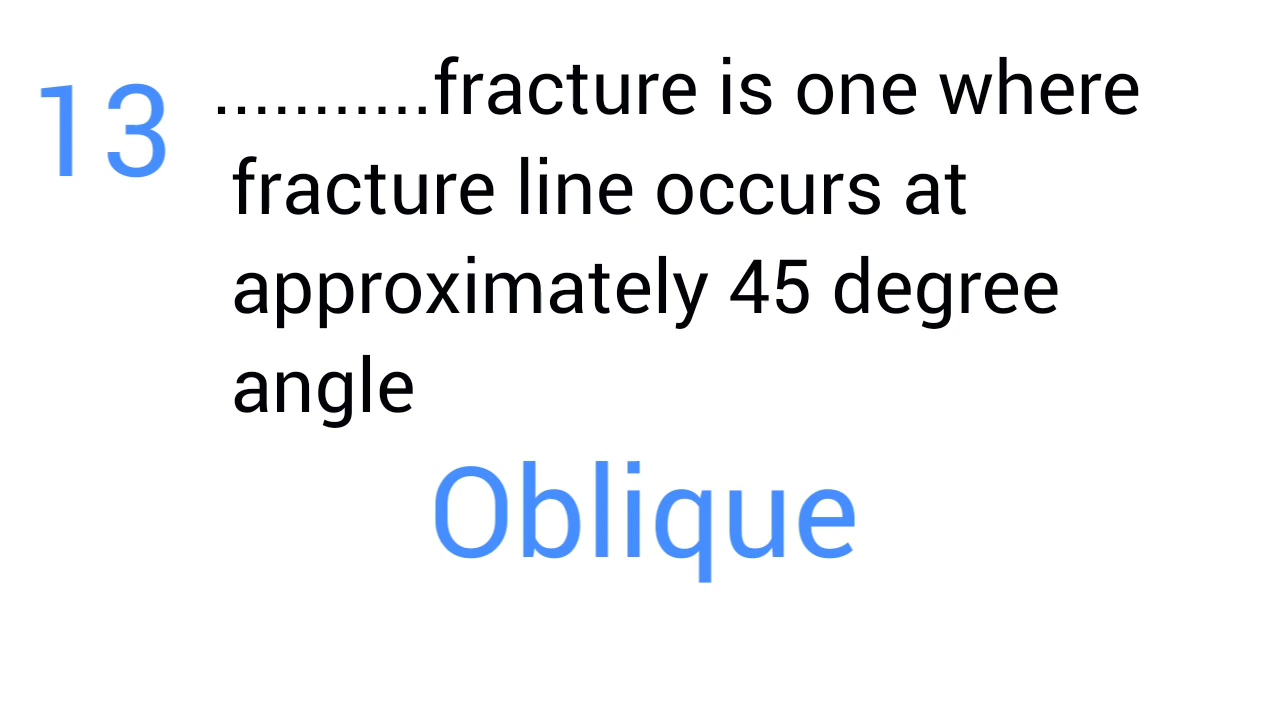 13 ...........fracture is one where
fracture line occurs at
approximately 45 degree
angle
Oblique